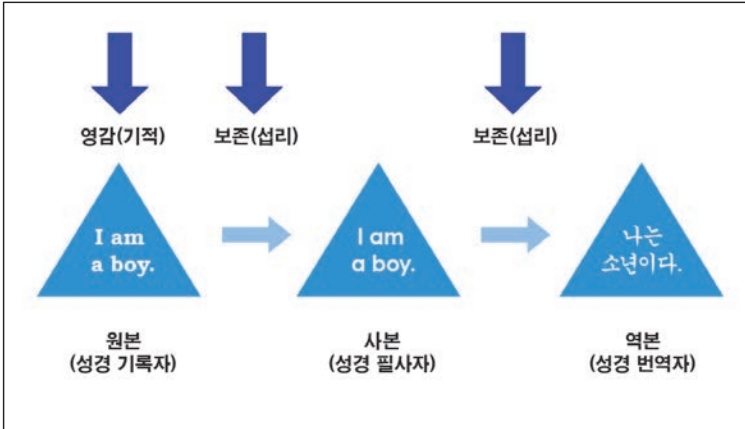 영감(기적)
보존(섭리)
보존(섭리)
I am
a boy.
I am
a boy.
나는
소년이다.
원본
(성경 기록자)
사본
(성경 필사자)
역본
(성경 번역자)